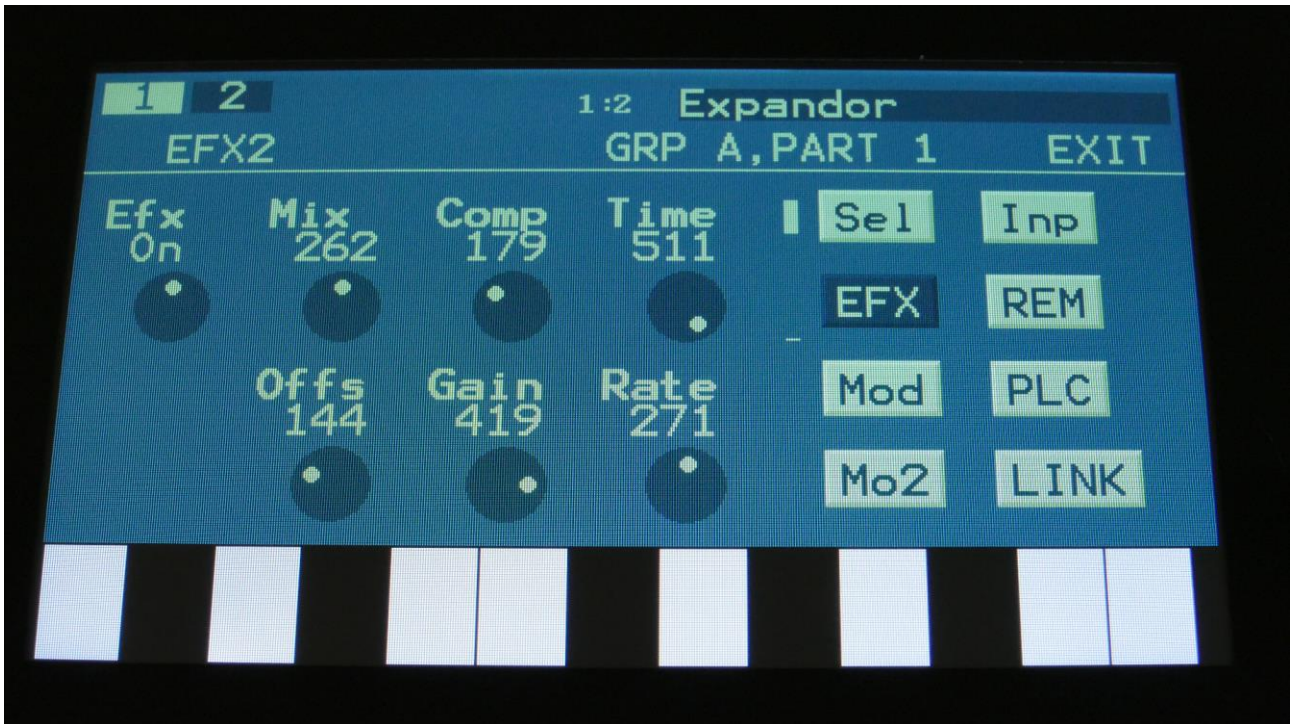 1 2 1:2 Expandor
EFX2 GRP A,PART 1 EXIT
Efx Mix Comp Time Sel Inp
On 262 179 511
EFX REM
Offs Gain Rate Mod PLC
144 419 271
Mo2 LINK